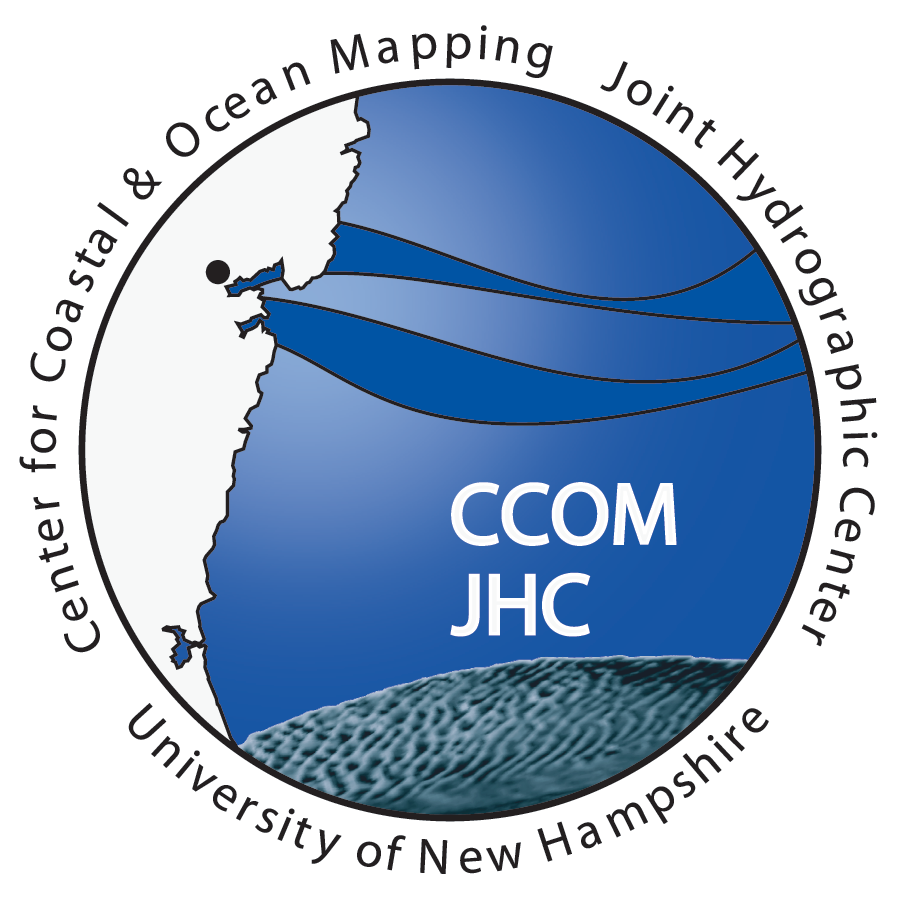 Center for Coastal & Ocean Mapping
Joint Hydrographic Center
CCOM
JHC
University of New Hampshire